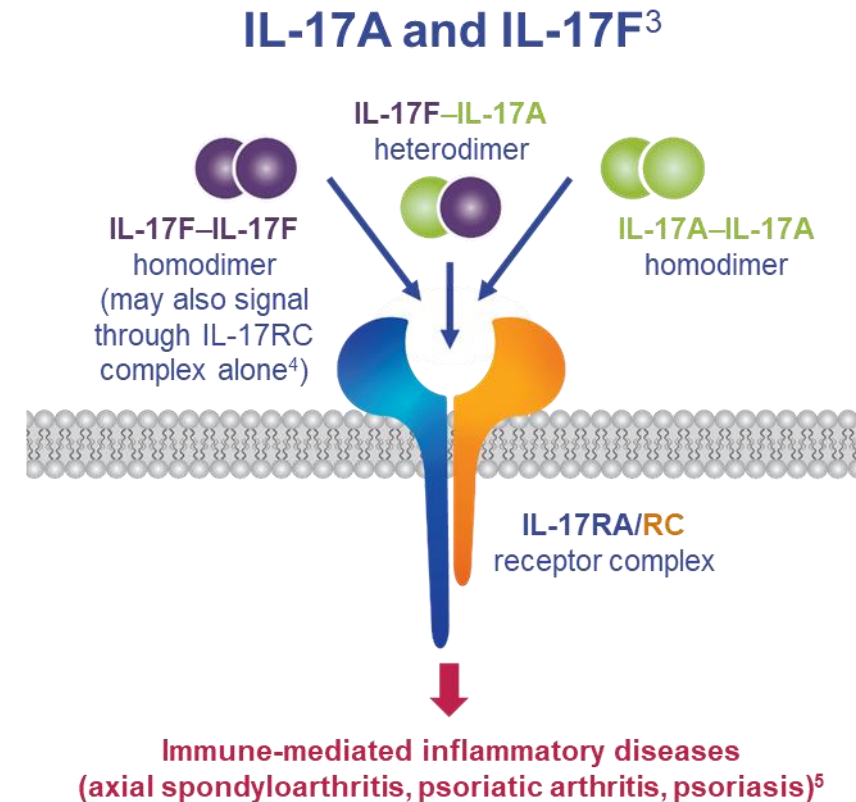 IL-17A and IL-17F³
IL-17F–IL-17A
heterodimer
IL-17F–IL-17F
homodimer
(may also signal
through IL-17RC
complex alone⁴)
IL-17A–IL-17A
homodimer
IL-17RA/RC
receptor complex
Immune-mediated inflammatory diseases
(axial spondyloarthritis, psoriatic arthritis, psoriasis)⁵